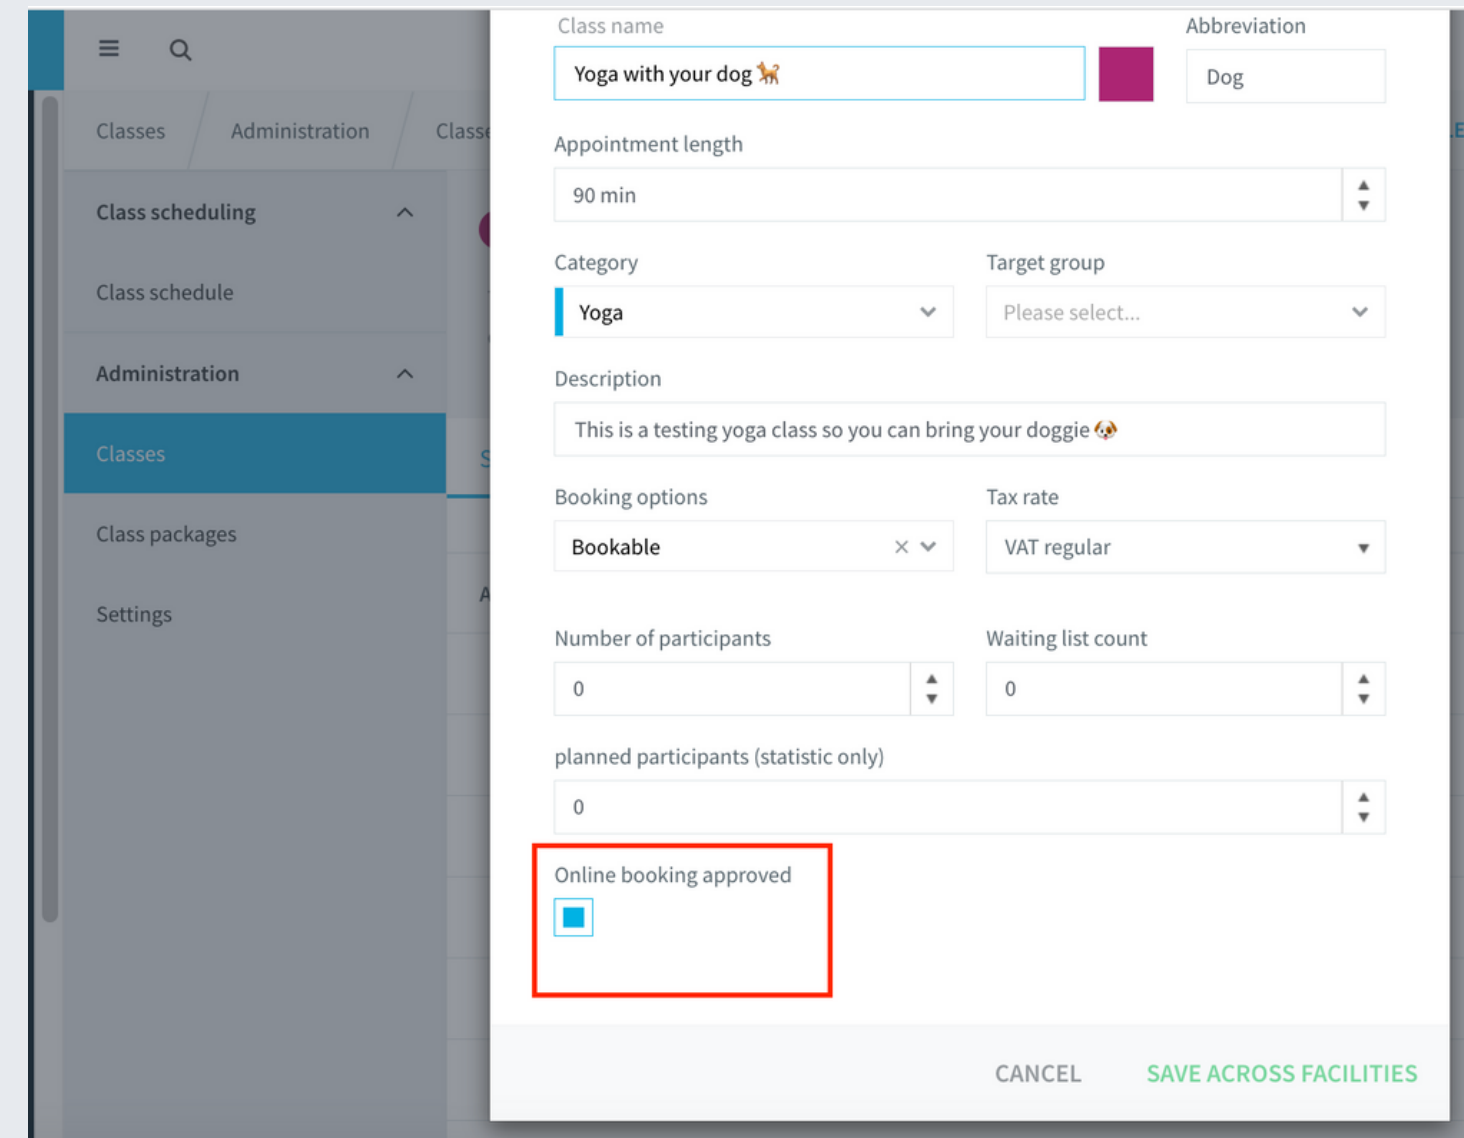 Class name
Abbreviation
Yoga with your dog 🐕
Dog
Classes
Administration
Classe
LE
Appointment length
90 min
Class scheduling
Class schedule
Category
Target group
Yoga
Please select...
Administration
Description
This is a testing yoga class so you can bring your doggie 🐶
Classes
S
Booking options
Tax rate
Class packages
Bookable
VAT regular
A
Settings
Number of participants
Waiting list count
0
0
planned participants (statistic only)
0
Online booking approved
CANCEL
SAVE ACROSS FACILITIES